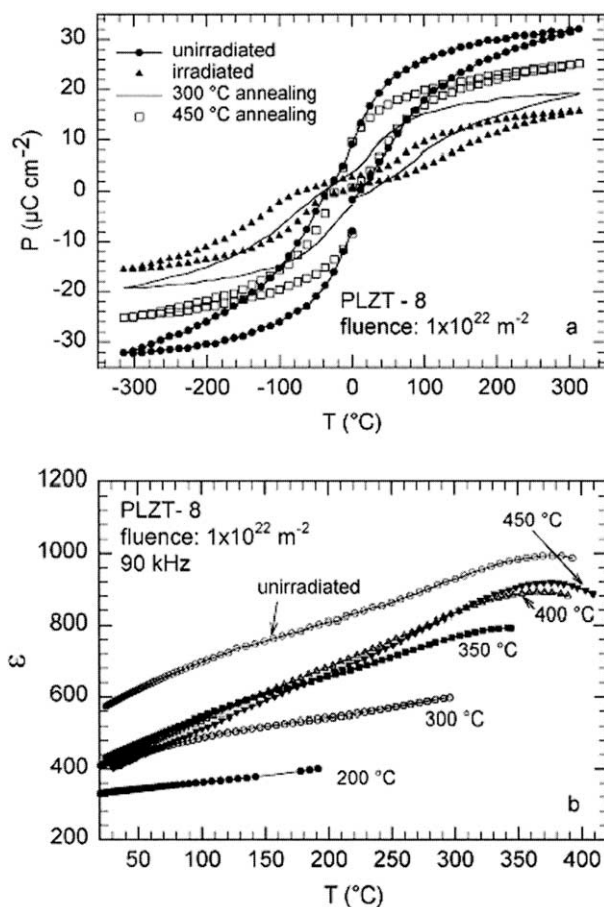 30
20
10
0
-10
-20
-30
P (µC cm⁻²)
unirradiated
irradiated
300 °C annealing
450 °C annealing
PLZT - 8
fluence: 1x10²² m⁻²
a
-300 -200 -100 0 100 200 300
T (°C)
1200
1000
800
600
400
200
ε
PLZT- 8
fluence: 1x10²² m⁻²
90 kHz
unirradiated
450 °C
400 °C
350 °C
300 °C
200 °C
b
50 100 150 200 250 300 350 400
T (°C)